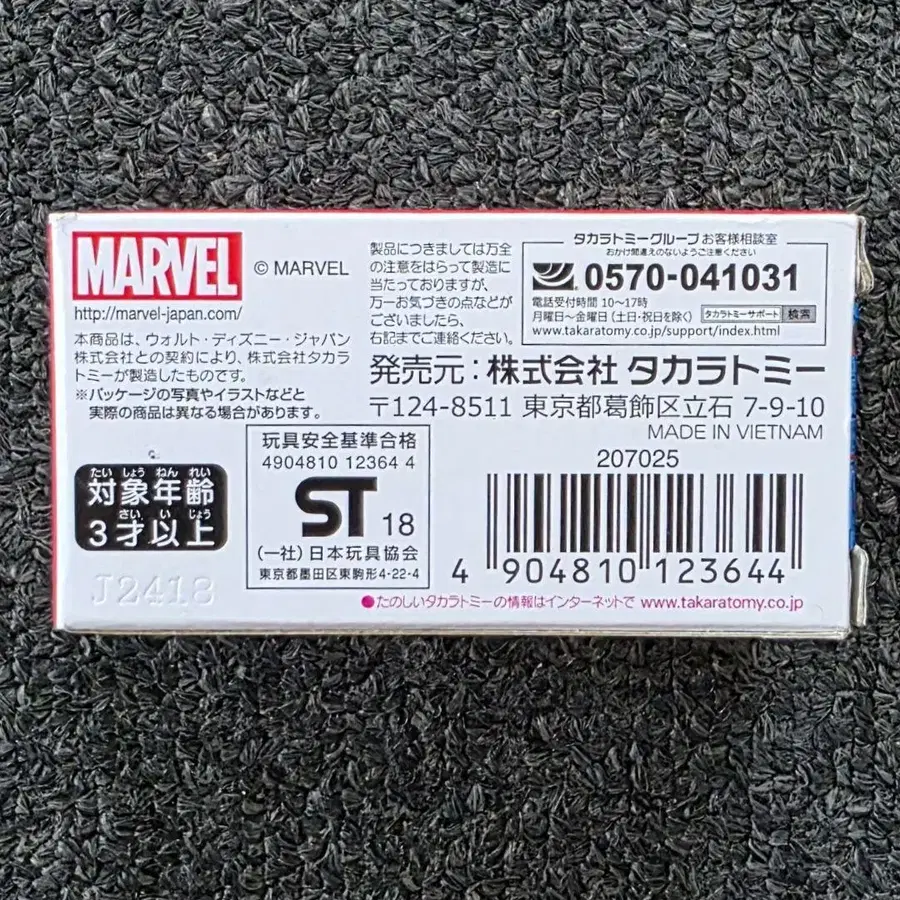 MARVEL
© MARVEL
http://marvel-japan.com/
本商品は、ウォルト・ディズニー・ジャパン
株式会社との契約により、株式会社タカラ
トミーが製造したものです。
※パッケージの写真やイラストなどと
実際の商品は異なる場合があります。
製品につきましては万全
の注意をはらって製造に
当たっておりますが、
万一お気づきの点などが
ございましたら、
右記までご連絡ください。
タカラトミーグループお客様相談室
おかけ間違えのないようご注意ください
0570-041031
電話受付時間 10〜17時
月曜日〜金曜日（土・日・祝日を除く）
タカラトミーサポート 検索
www.takaratomy.co.jp/support/index.html
発売元：株式会社 タカラトミー
〒124-8511 東京都葛飾区立石 7-9-10
MADE IN VIETNAM
たい しょう ねん れい
対象年齢
さい い じょう
3才以上
J2418
玩具安全基準合格
4904810 12364 4
ST 18
（一社）日本玩具協会
東京都墨田区東駒形4-22-4
207025
4 904810 123644
●たのしいタカラトミーの情報はインターネットで www.takaratomy.co.jp